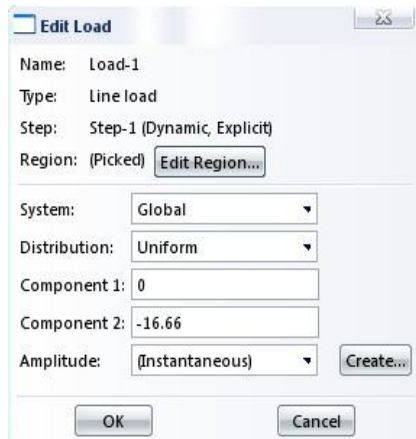 Edit Load
Name: Load-1
Type: Line load
Step: Step-1 (Dynamic, Explicit)
Region: (Picked) Edit Region...
System: Global
Distribution: Uniform
Component 1: 0
Component 2: -16.66
Amplitude: (Instantaneous) Create...
OK Cancel